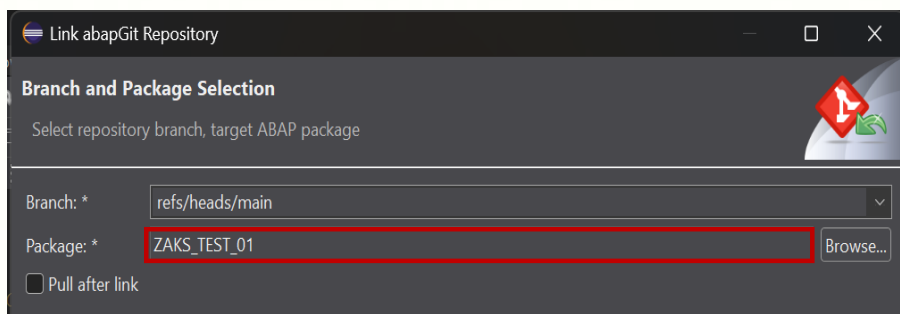 Link abapGit Repository
Branch and Package Selection
Select repository branch, target ABAP package
Branch: * refs/heads/main
Package: * ZAKS_TEST_01 Browse...
Pull after link